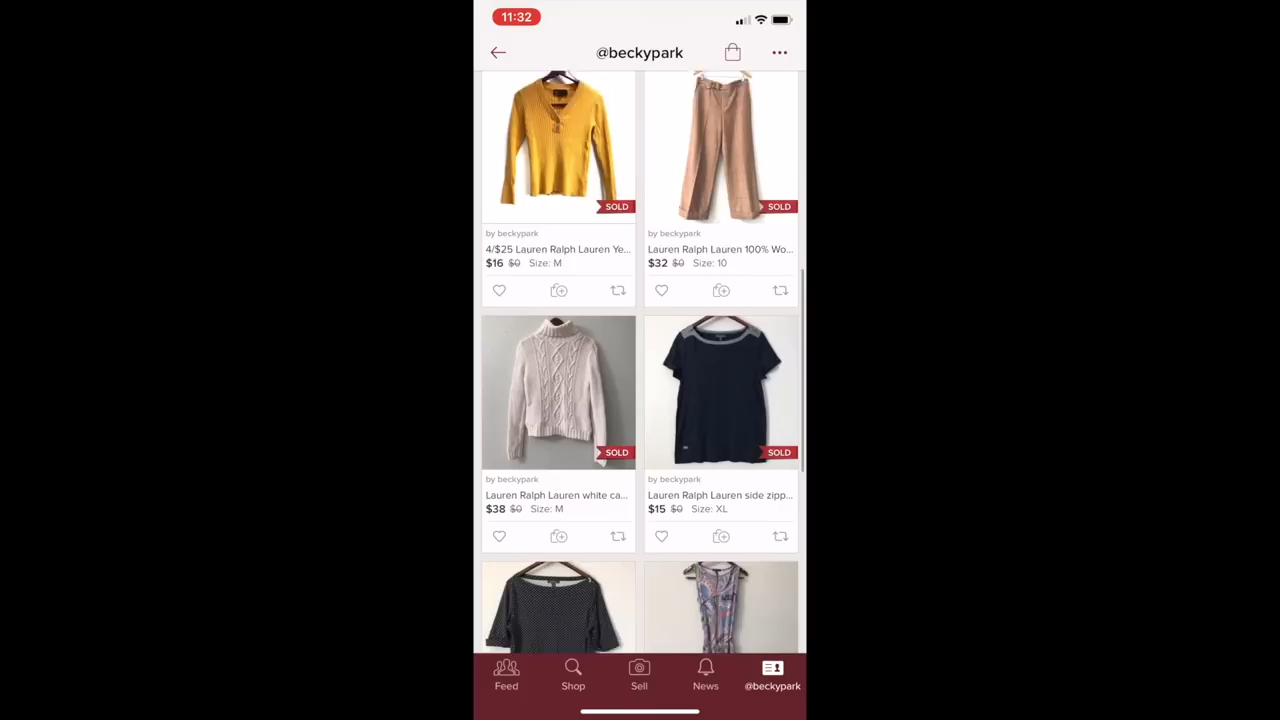 11:32
@beckypark
SOLD
SOLD
by beckypark
by beckypark
4/$25 Lauren Ralph Lauren Ye...
Lauren Ralph Lauren 100% Wo...
$16 $0 Size: M
$32 $0 Size: 10
SOLD
SOLD
by beckypark
by beckypark
Lauren Ralph Lauren white ca...
Lauren Ralph Lauren side zipp...
$38 $0 Size: M
$15 $0 Size: XL
Feed
Shop
Sell
News
@beckypark